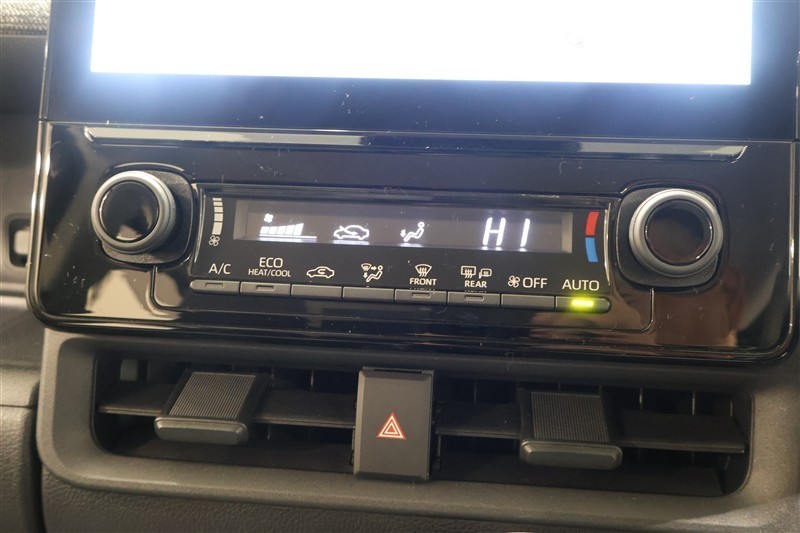 HI
A/C
ECO
HEAT/COOL
FRONT
REAR
OFF
AUTO